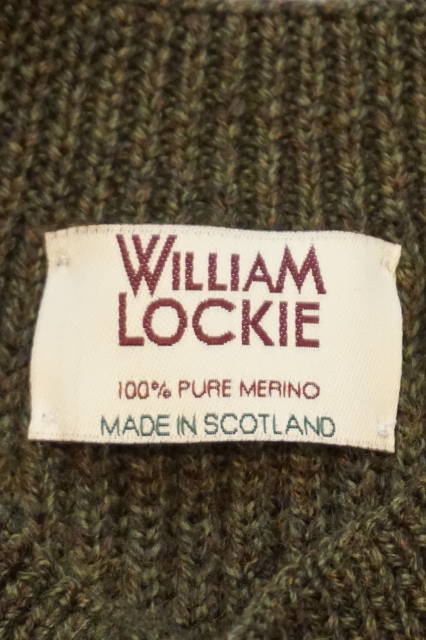 WILLIAM
LOCKIE
100% PURE MERINO
MADE IN SCOTLAND